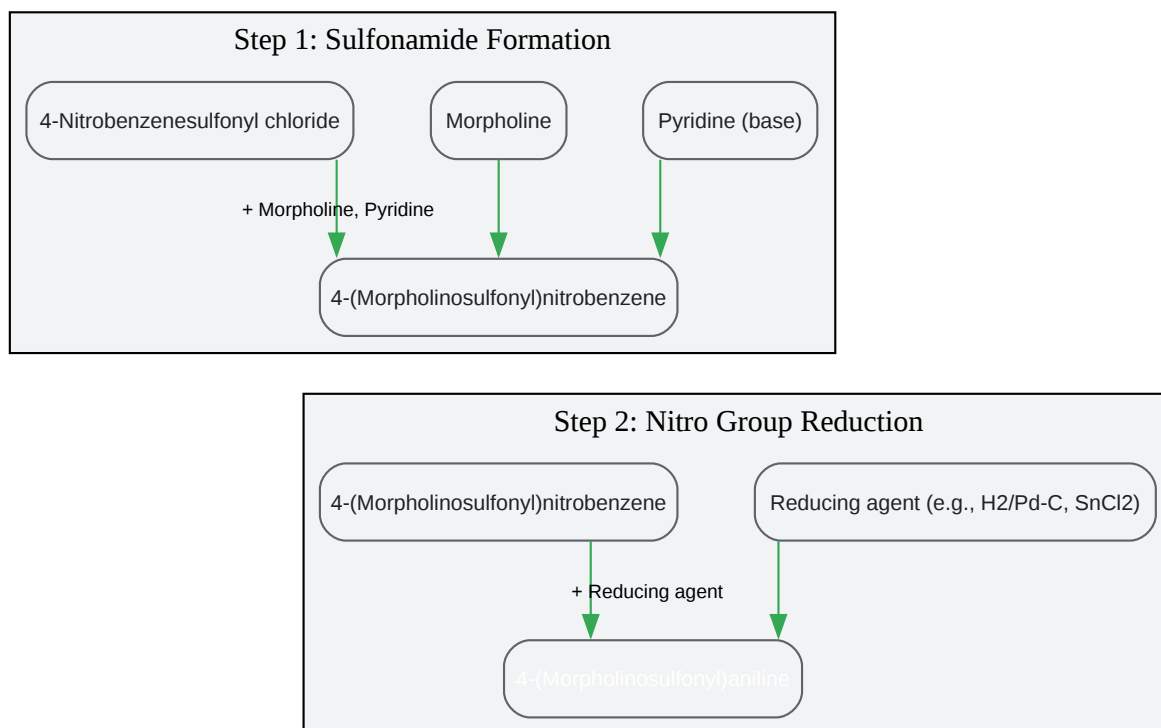 Step 1: Sulfonamide Formation
4-Nitrobenzenesulfonyl chloride
Morpholine
Pyridine (base)
+ Morpholine, Pyridine
4-(Morpholinosulfonyl)nitrobenzene
Step 2: Nitro Group Reduction
4-(Morpholinosulfonyl)nitrobenzene
Reducing agent (e.g., H2/Pd-C, SnCl2)
+ Reducing agent
4-(Morpholinosulfonyl)aniline